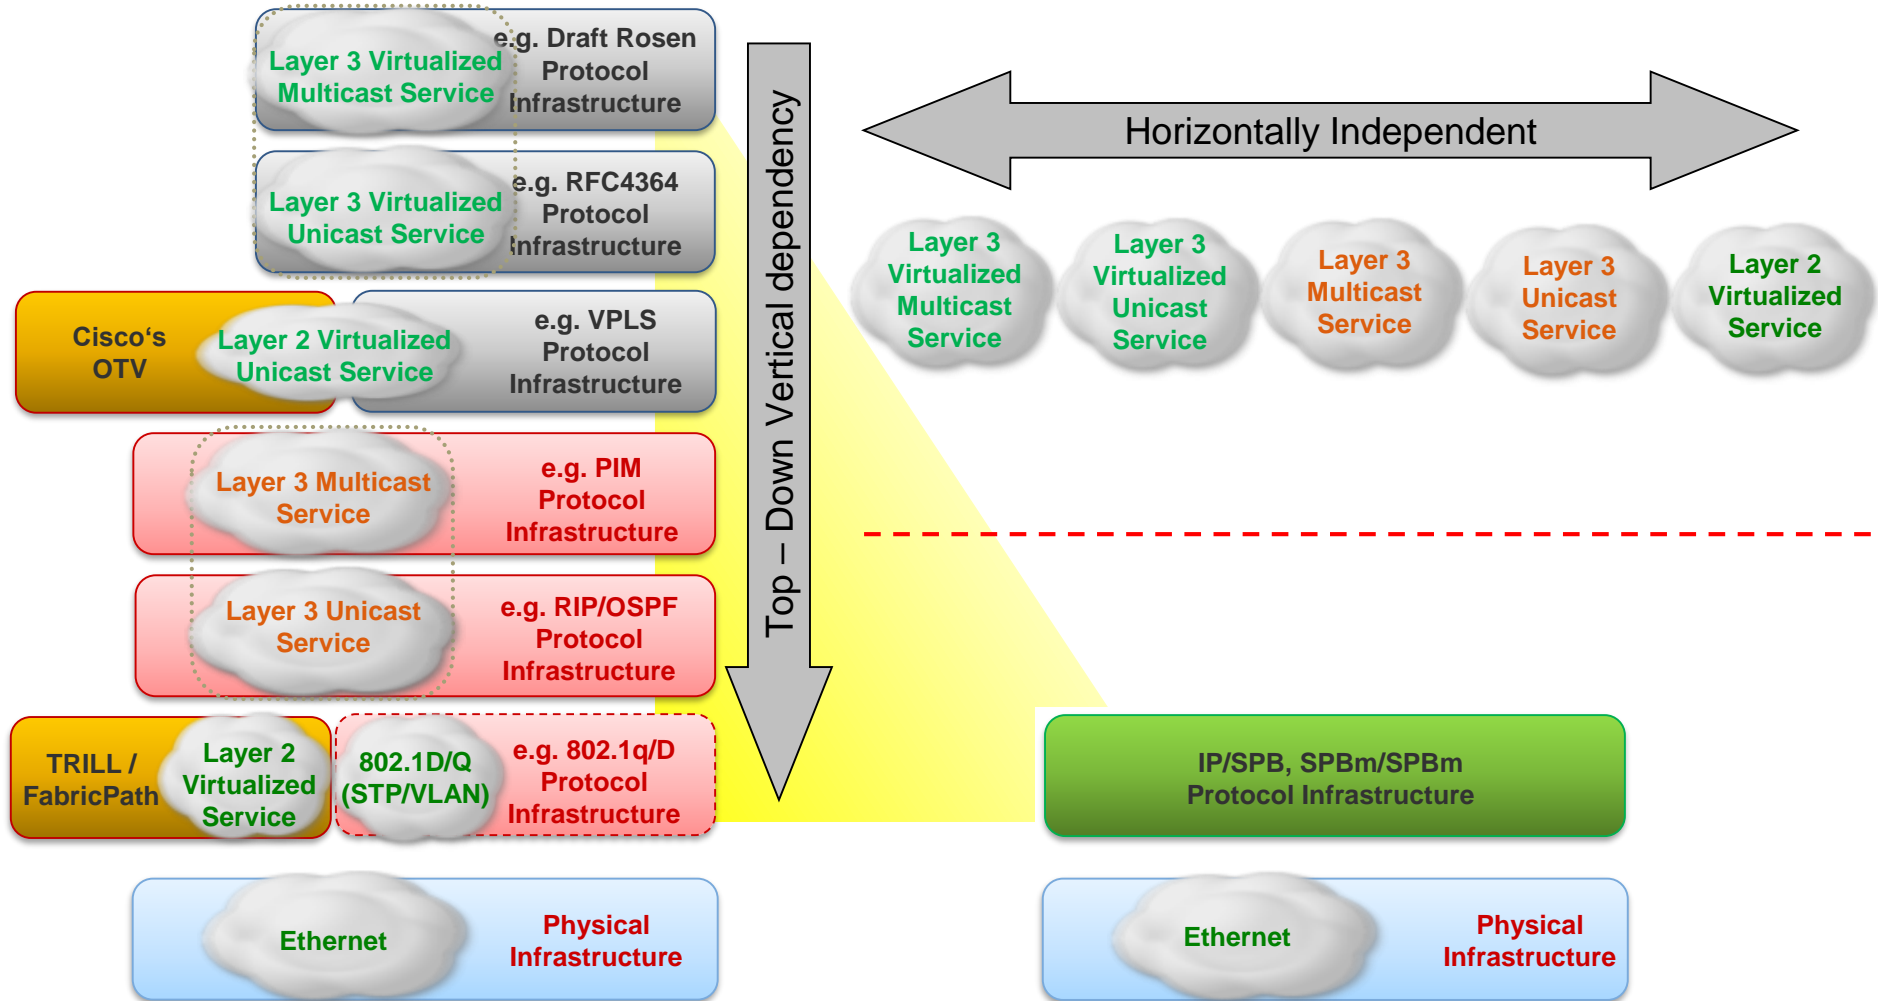 Layer 3 Virtualized
Multicast Service
e.g. Draft Rosen
Protocol
Infrastructure
Layer 3 Virtualized
Unicast Service
e.g. RFC4364
Protocol
Infrastructure
Cisco‘s
OTV
Layer 2 Virtualized
Unicast Service
e.g. VPLS
Protocol
Infrastructure
Layer 3 Multicast
Service
e.g. PIM
Protocol
Infrastructure
Layer 3 Unicast
Service
e.g. RIP/OSPF
Protocol
Infrastructure
TRILL /
FabricPath
Layer 2
Virtualized
Service
802.1D/Q
(STP/VLAN)
e.g. 802.1q/D
Protocol
Infrastructure
Ethernet
Physical
Infrastructure
Top – Down Vertical dependency
Horizontally Independent
Layer 3
Virtualized
Multicast
Service
Layer 3
Virtualized
Unicast
Service
Layer 3
Multicast
Service
Layer 3
Unicast
Service
Layer 2
Virtualized
Service
IP/SPB, SPBm/SPBm
Protocol Infrastructure
Ethernet
Physical
Infrastructure